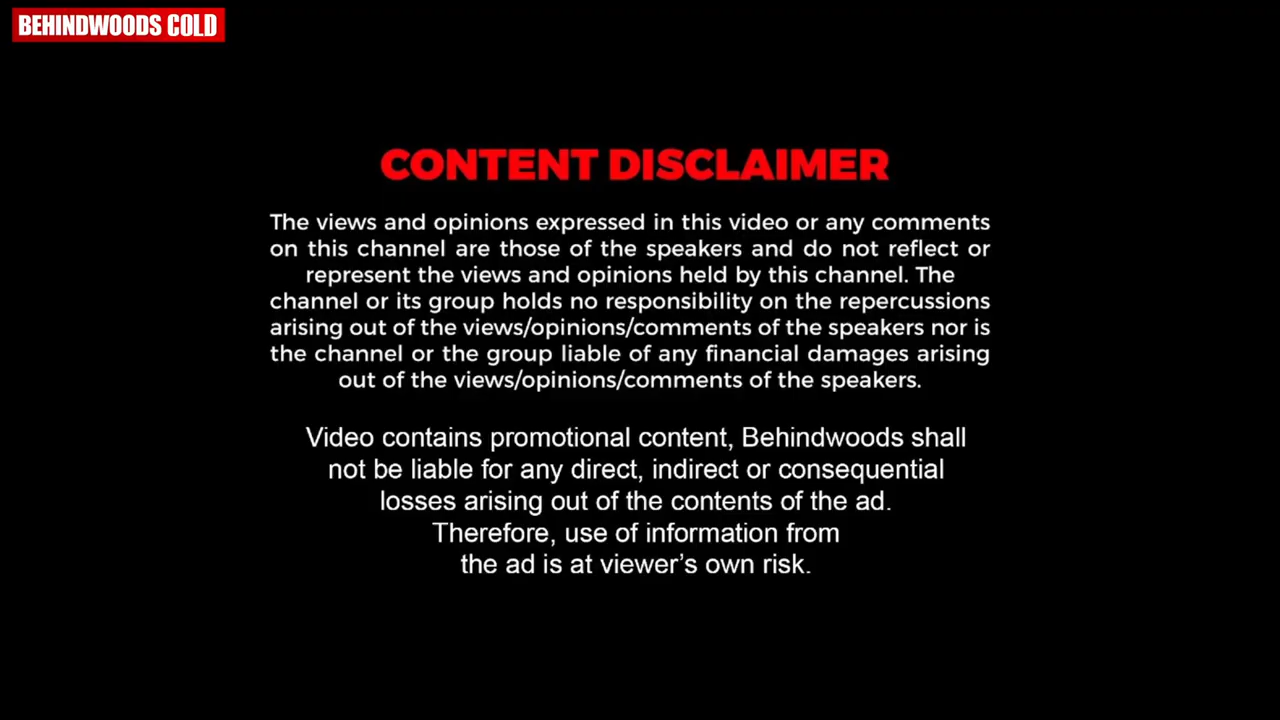 BEHINDWOODS COLD
CONTENT DISCLAIMER
The views and opinions expressed in this video or any comments
on this channel are those of the speakers and do not reflect or
represent the views and opinions held by this channel. The
channel or its group holds no responsibility on the repercussions
arising out of the views/opinions/comments of the speakers nor is
the channel or the group liable of any financial damages arising
out of the views/opinions/comments of the speakers.
Video contains promotional content, Behindwoods shall
not be liable for any direct, indirect or consequential
losses arising out of the contents of the ad.
Therefore, use of information from
the ad is at viewer’s own risk.